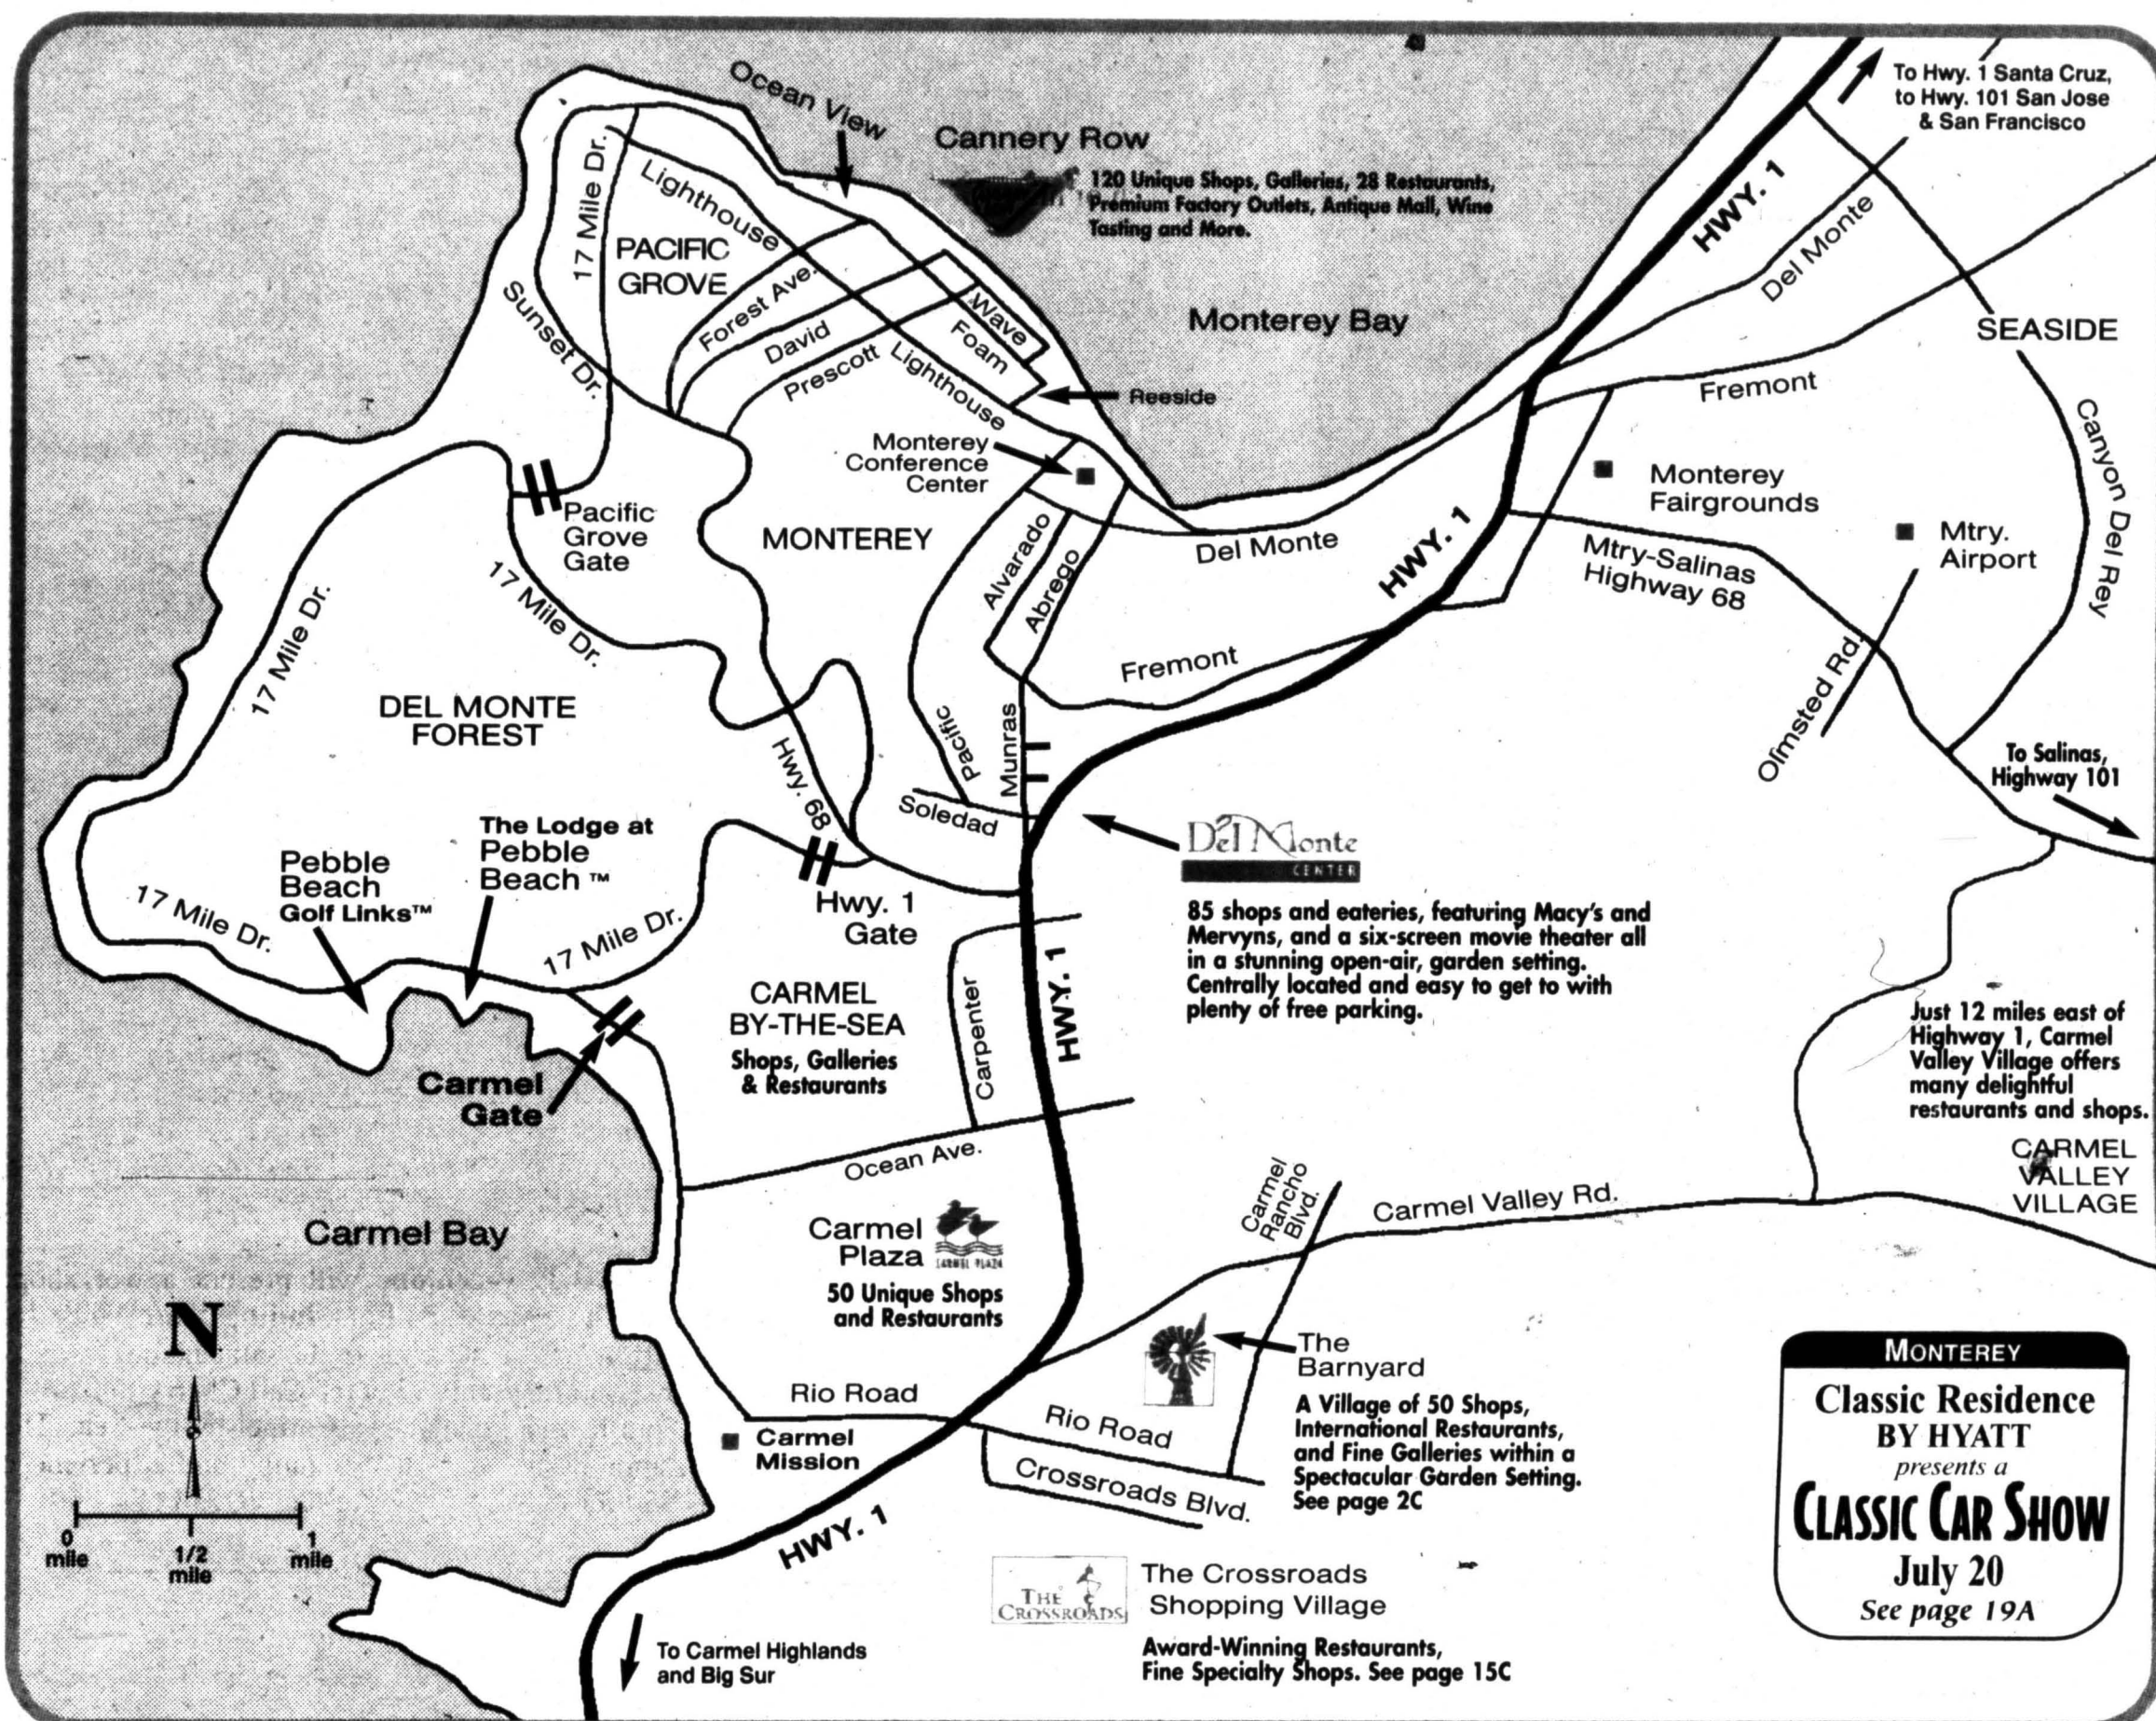 To Hwy. 1 Santa Cruz,
to Hwy. 101 San Jose
& San Francisco
Ocean View
Cannery Row
120 Unique Shops, Galleries, 28 Restaurants,
Premium Factory Outlets, Antique Mall, Wine
Tasting and More.
17 Mile Dr.
Lighthouse
PACIFIC
GROVE
Sunset Dr.
Forest Ave.
David
Prescott
Lighthouse
Wave
Foam
Reeside
Monterey Bay
HWY. 1
Del Monte
SEASIDE
Fremont
Canyon Del Rey
Monterey
Conference
Center
Monterey
Fairgrounds
Mtry.
Airport
Pacific
Grove
Gate
MONTEREY
Alvarado
Abrego
Del Monte
HWY. 1
Mtry-Salinas
Highway 68
17 Mile Dr.
17 Mile Dr.
Fremont
Olmsted Rd.
DEL MONTE
FOREST
Hwy. 68
Pacific
Munras
Soledad
To Salinas,
Highway 101
Del Monte
CENTER
85 shops and eateries, featuring Macy's and
Mervyns, and a six-screen movie theater all
in a stunning open-air, garden setting.
Centrally located and easy to get to with
plenty of free parking.
The Lodge at
Pebble
Beach ™
Pebble
Beach
Golf Links™
17 Mile Dr.
17 Mile Dr.
Hwy. 1
Gate
CARMEL
BY-THE-SEA
Shops, Galleries
& Restaurants
Carpenter
HWY. 1
Carmel
Gate
Just 12 miles east of
Highway 1, Carmel
Valley Village offers
many delightful
restaurants and shops.
CARMEL
VALLEY
VILLAGE
Ocean Ave.
Carmel
Rancho
Blvd.
Carmel Valley Rd.
Carmel Bay
Carmel
Plaza
CARMEL PLAZA
50 Unique Shops
and Restaurants
N
The
Barnyard
A Village of 50 Shops,
International Restaurants,
and Fine Galleries within a
Spectacular Garden Setting.
See page 2C
Rio Road
Rio Road
Carmel
Mission
Crossroads Blvd.
0
mile
1/2
mile
1
mile
HWY. 1
THE
CROSSROADS
The Crossroads
Shopping Village
Award-Winning Restaurants,
Fine Specialty Shops. See page 15C
To Carmel Highlands
and Big Sur
MONTEREY
Classic Residence
BY HYATT
presents a
CLASSIC CAR SHOW
July 20
See page 19A